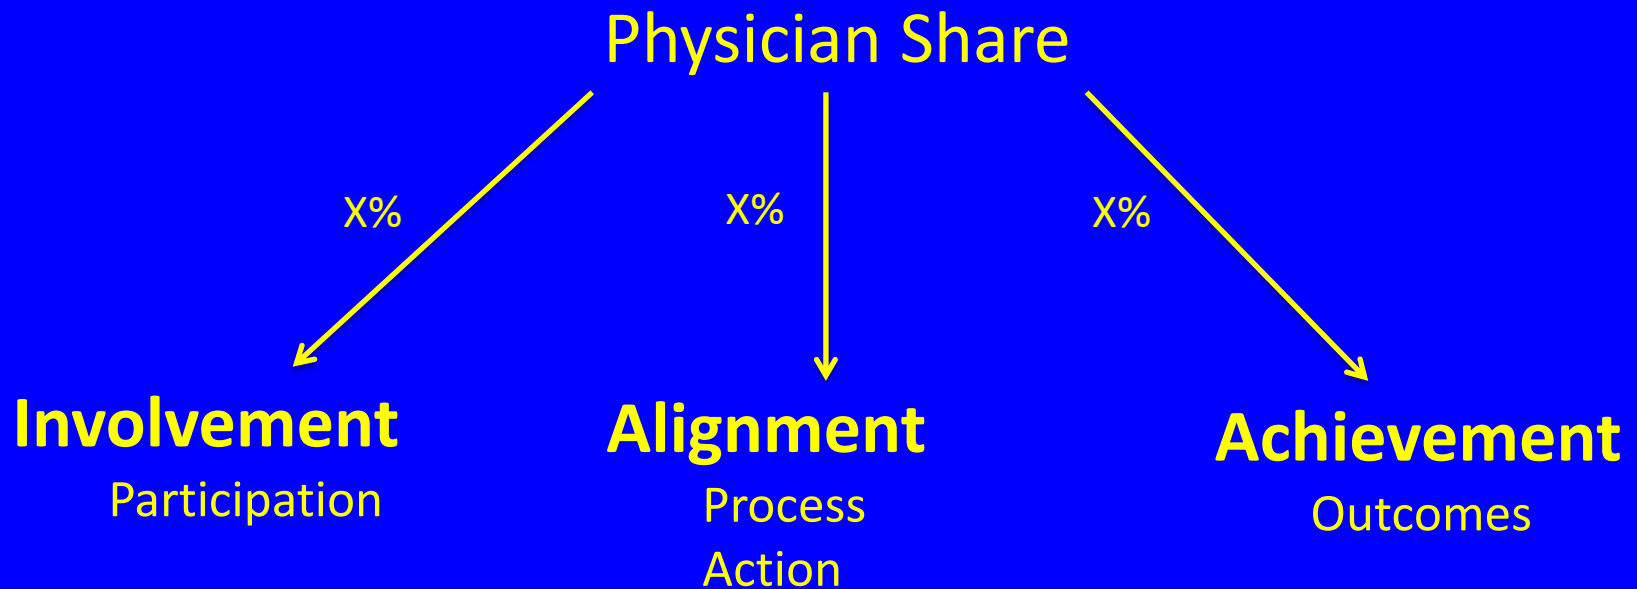 Physician Share
X%
X%
X%
Involvement
Participation
Alignment
Process
Action
Achievement
Outcomes